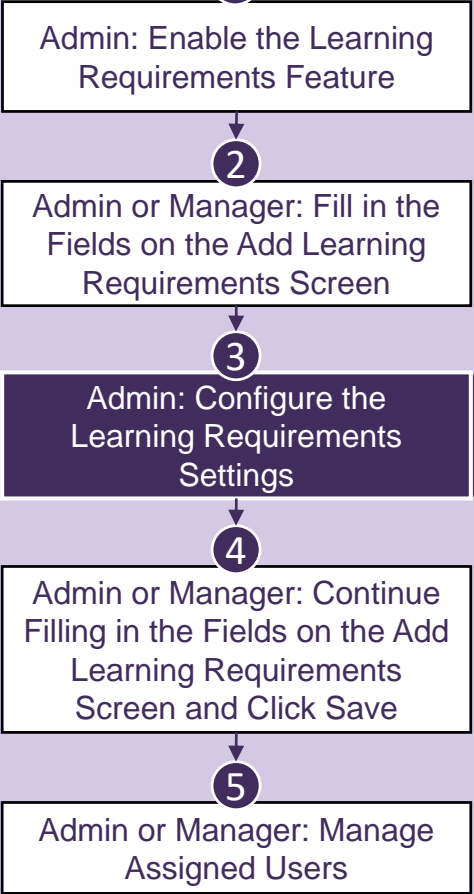 Admin: Enable the Learning
Requirements Feature
2
Admin or Manager: Fill in the
Fields on the Add Learning
Requirements Screen
3
Admin: Configure the
Learning Requirements
Settings
4
Admin or Manager: Continue
Filling in the Fields on the Add
Learning Requirements
Screen and Click Save
5
Admin or Manager: Manage
Assigned Users